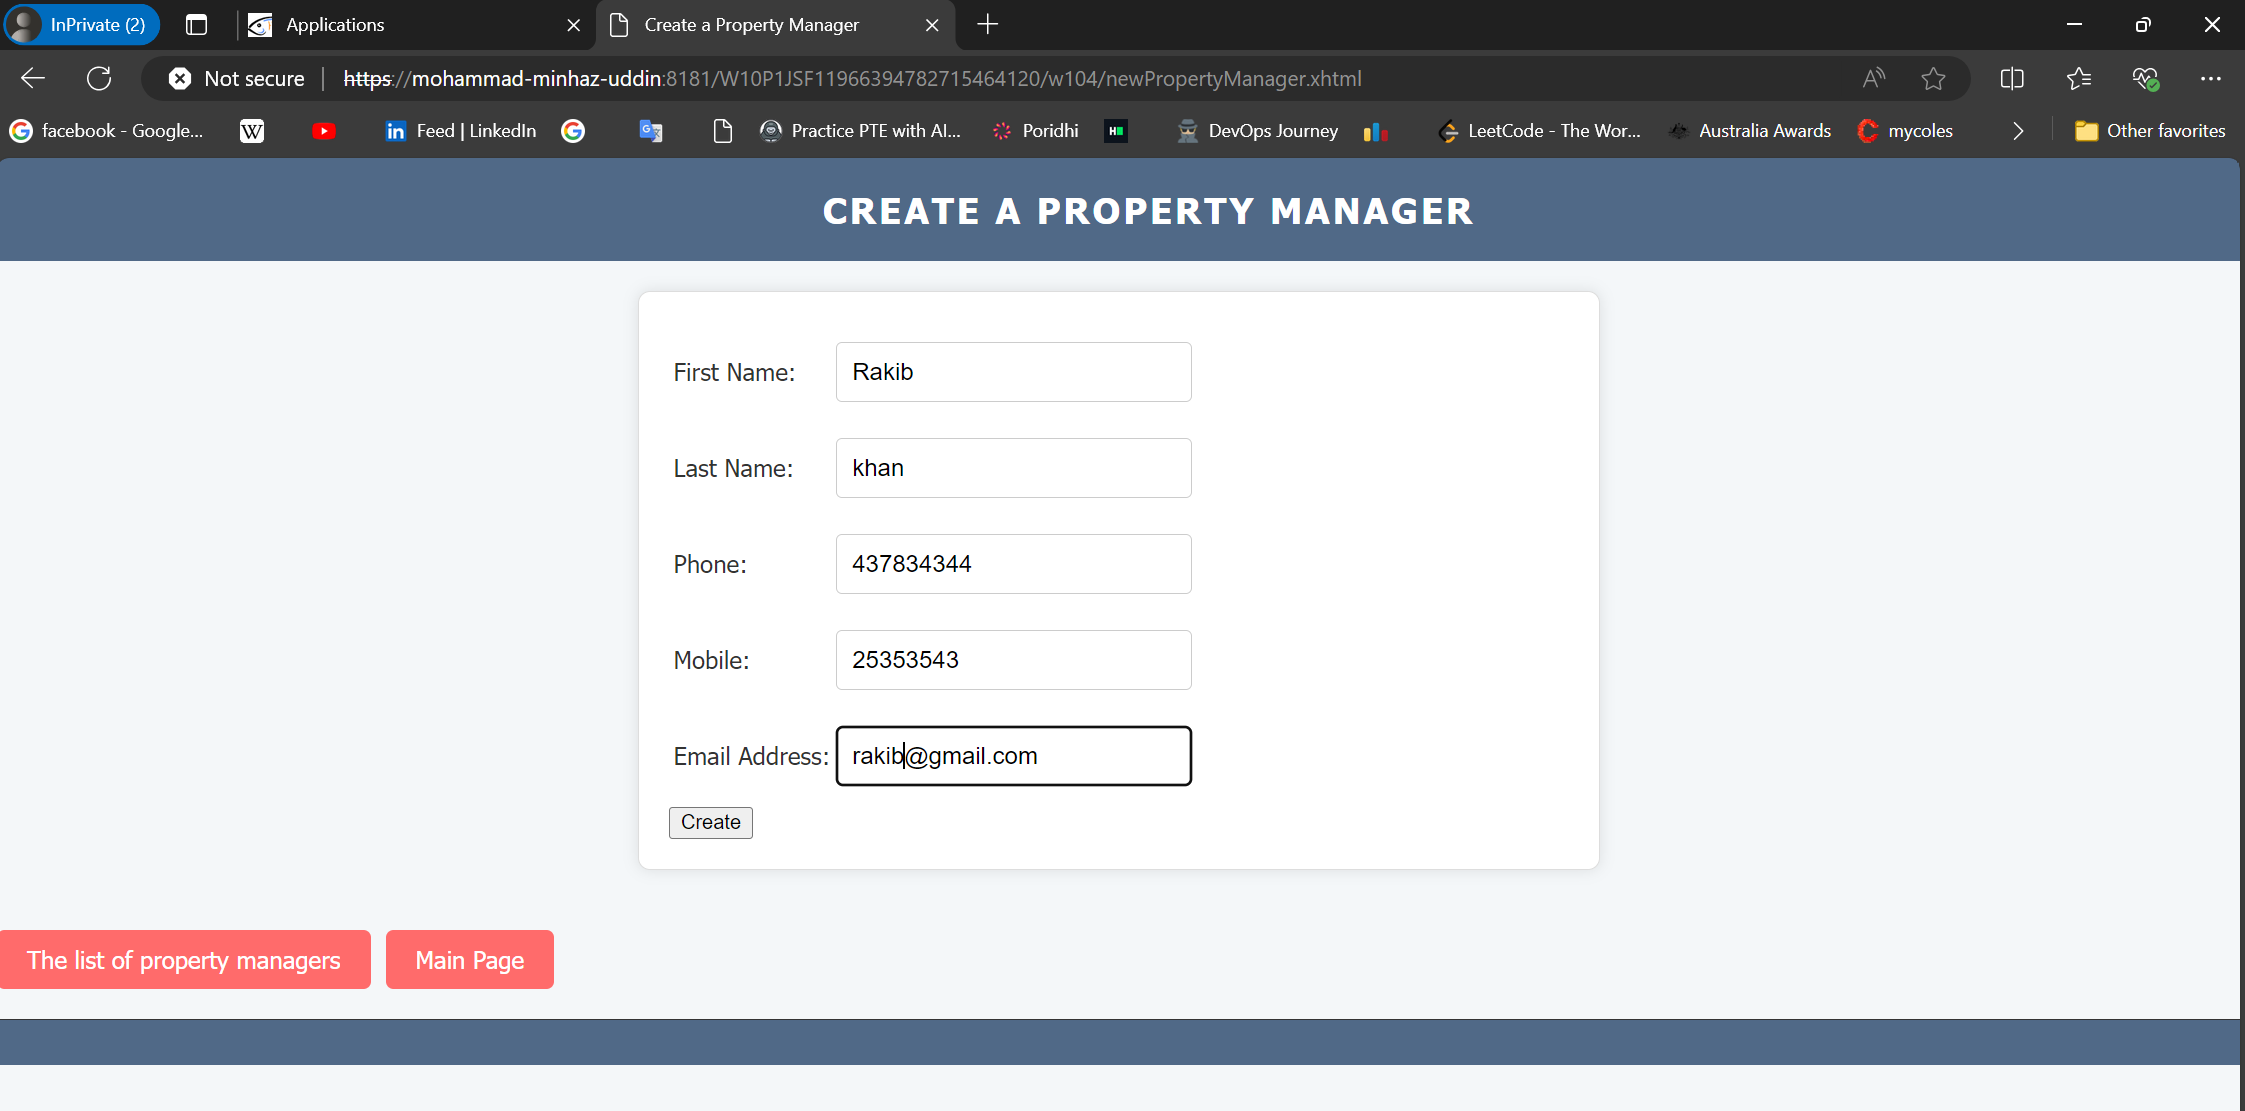 InPrivate (2)
Applications
Create a Property Manager
Not secure
https://mohammad-minhaz-uddin:8181/W10P1JSF11966394782715464120/w104/newPropertyManager.xhtml
facebook - Google...
W
Feed | LinkedIn
Practice PTE with AI...
Poridhi
DevOps Journey
LeetCode - The Wor...
Australia Awards
mycoles
Other favorites
CREATE A PROPERTY MANAGER
First Name:
Rakib
Last Name:
khan
Phone:
437834344
Mobile:
25353543
Email Address:
rakib@gmail.com
Create
The list of property managers
Main Page